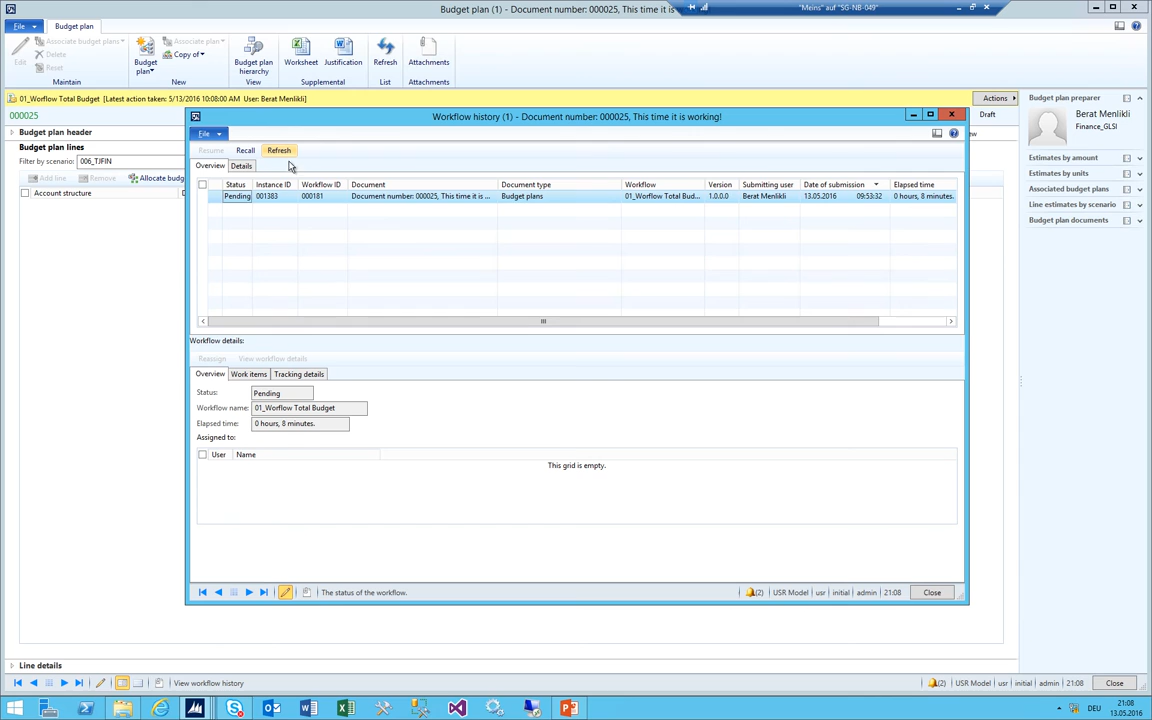 Budget plan (1) - Document number: 000025, This time it is
"Meins" auf "SG-NB-049"
File
Budget plan
Edit
Associate budget plans
Delete
Reset
Maintain
Budget plan
Associate plan
Copy of
New
Budget plan hierarchy
View
Worksheet
Justification
Supplemental
Refresh
List
Attachments
Attachments
01_Worflow Total Budget [Latest action taken: 5/13/2016 10:08:00 AM User: Berat Menlikli]
Actions
000025
Draft
Budget plan header
Budget plan lines
Filter by scenario:
006_TJFIN
Add line
Remove
Allocate budg
Account structure
Workflow history (1) - Document number: 000025, This time it is working!
File
Resume
Recall
Refresh
Overview
Details
Status
Instance ID
Workflow ID
Document
Document type
Workflow
Version
Submitting user
Date of submission
Elapsed time
Pending
001383
000181
Document number: 000025, This time it is ...
Budget plans
01_Worflow Total Bud...
1.0.0.0
Berat Menlikli
13.05.2016
09:53:32
0 hours, 8 minutes.
Workflow details:
Reassign
View workflow details
Overview
Work items
Tracking details
Status:
Pending
Workflow name:
01_Worflow Total Budget
Elapsed time:
0 hours, 8 minutes.
Assigned to:
User
Name
This grid is empty.
The status of the workflow.
(2)
USR Model
usr
initial
admin
21:08
Close
Budget plan preparer
Berat Menlikli
Finance_GLSI
Estimates by amount
Estimates by units
Associated budget plans
Line estimates by scenario
Budget plan documents
Line details
View workflow history
(2)
USR Model
usr
initial
admin
21:08
Close
DEU
21:08
13.05.2016